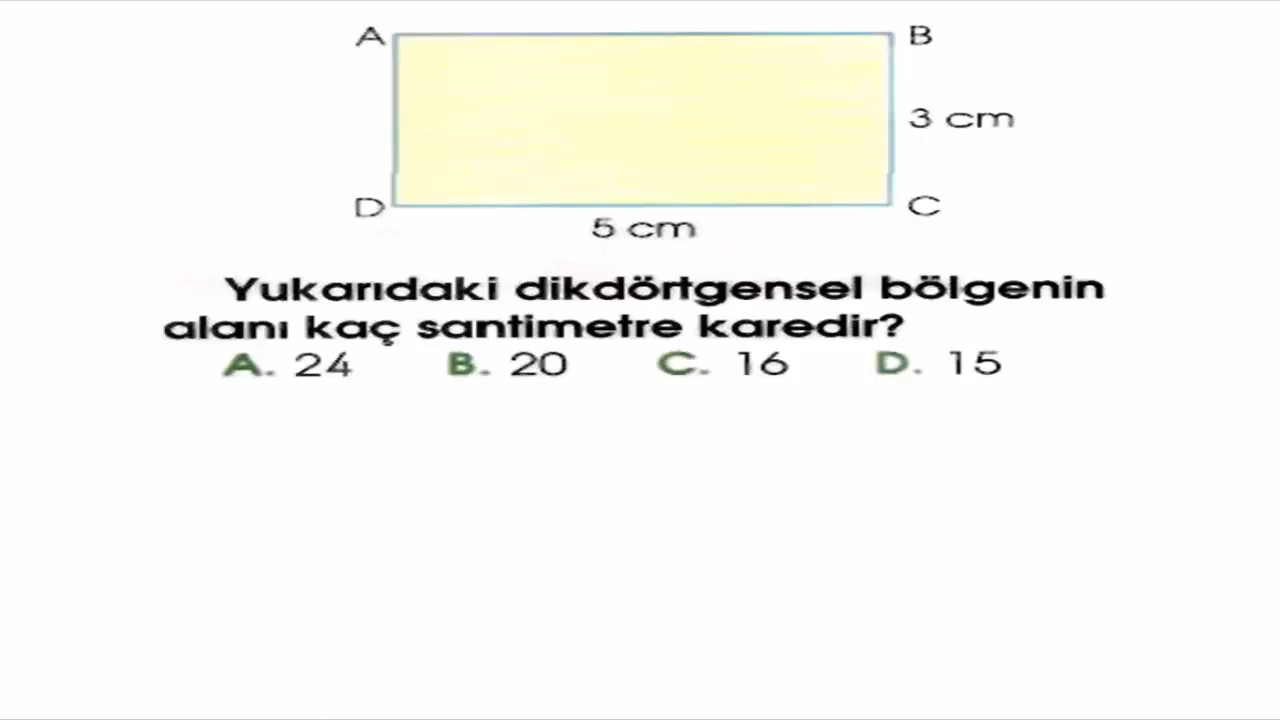 A B
3 cm
D C
5 cm
Yukarıdaki dikdörtgensel bölgenin
alanı kaç santimetre karedir?
A. 24 B. 20 C. 16 D. 15